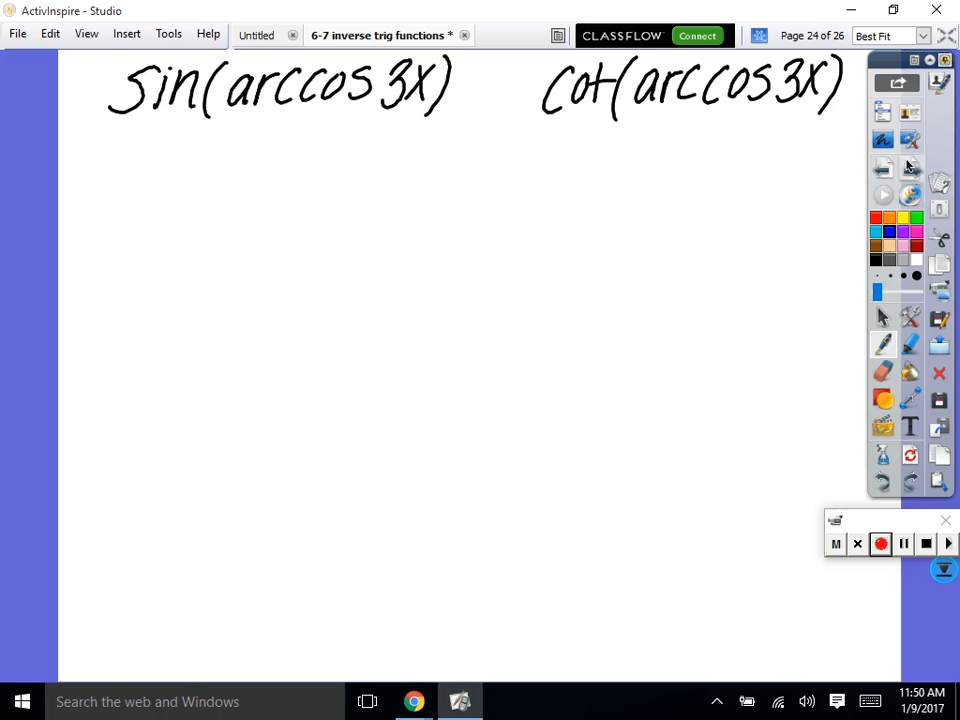 ActivInspire - Studio
File Edit View Insert Tools Help Untitled 6-7 inverse trig functions * CLASSFLOW Connect Page 24 of 26 Best Fit
sin(arccos 3x) cot(arccos 3x)
T
M
Search the web and Windows
11:50 AM
1/9/2017